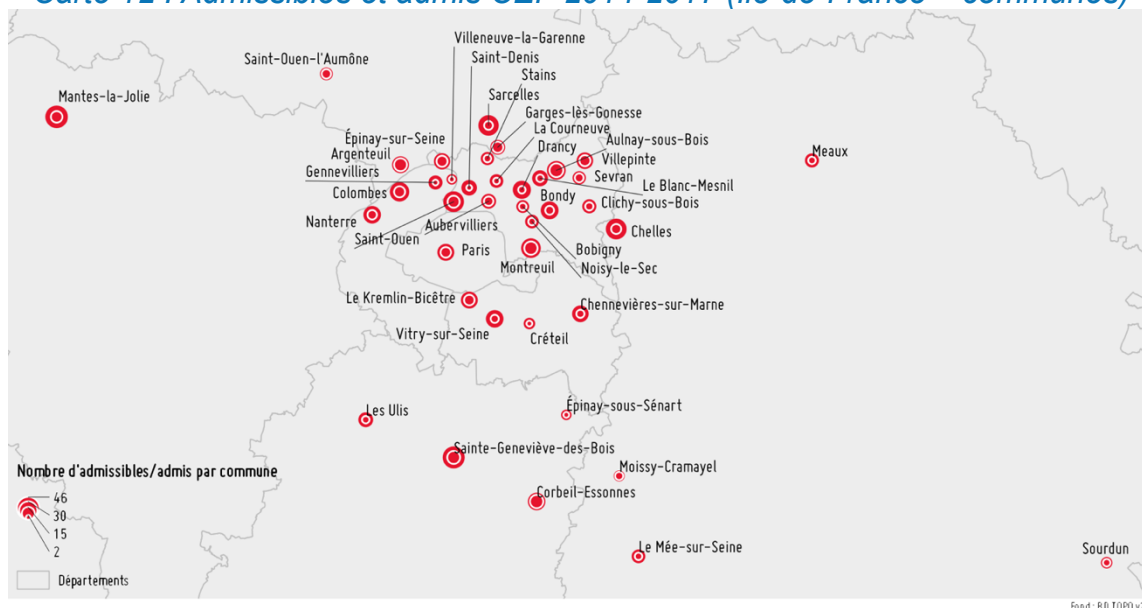 Carte 12 : Admissibles et admis CEP 2014-2017 (Île-de-France – communes)
Villeneuve-la-Garenne
Saint-Ouen-l'Aumône
Saint-Denis
Stains
Mantes-la-Jolie
Sarcelles
Garges-lès-Gonesse
La Courneuve
Épinay-sur-Seine
Drancy
Aulnay-sous-Bois
Argenteuil
Villepinte
Meaux
Gennevilliers
Sevran
Le Blanc-Mesnil
Colombes
Bondy
Clichy-sous-Bois
Nanterre
Aubervilliers
Chelles
Saint-Ouen
Paris
Bobigny
Montreuil
Noisy-le-Sec
Le Kremlin-Bicêtre
Chennevières-sur-Marne
Vitry-sur-Seine
Créteil
Les Ulis
Épinay-sous-Sénart
Sainte-Geneviève-des-Bois
Moissy-Cramayel
Nombre d'admissibles/admis par commune
Corbeil-Essonnes
46
30
15
2
Le Mée-sur-Seine
Sourdun
Départements
Fond : BD TOPO